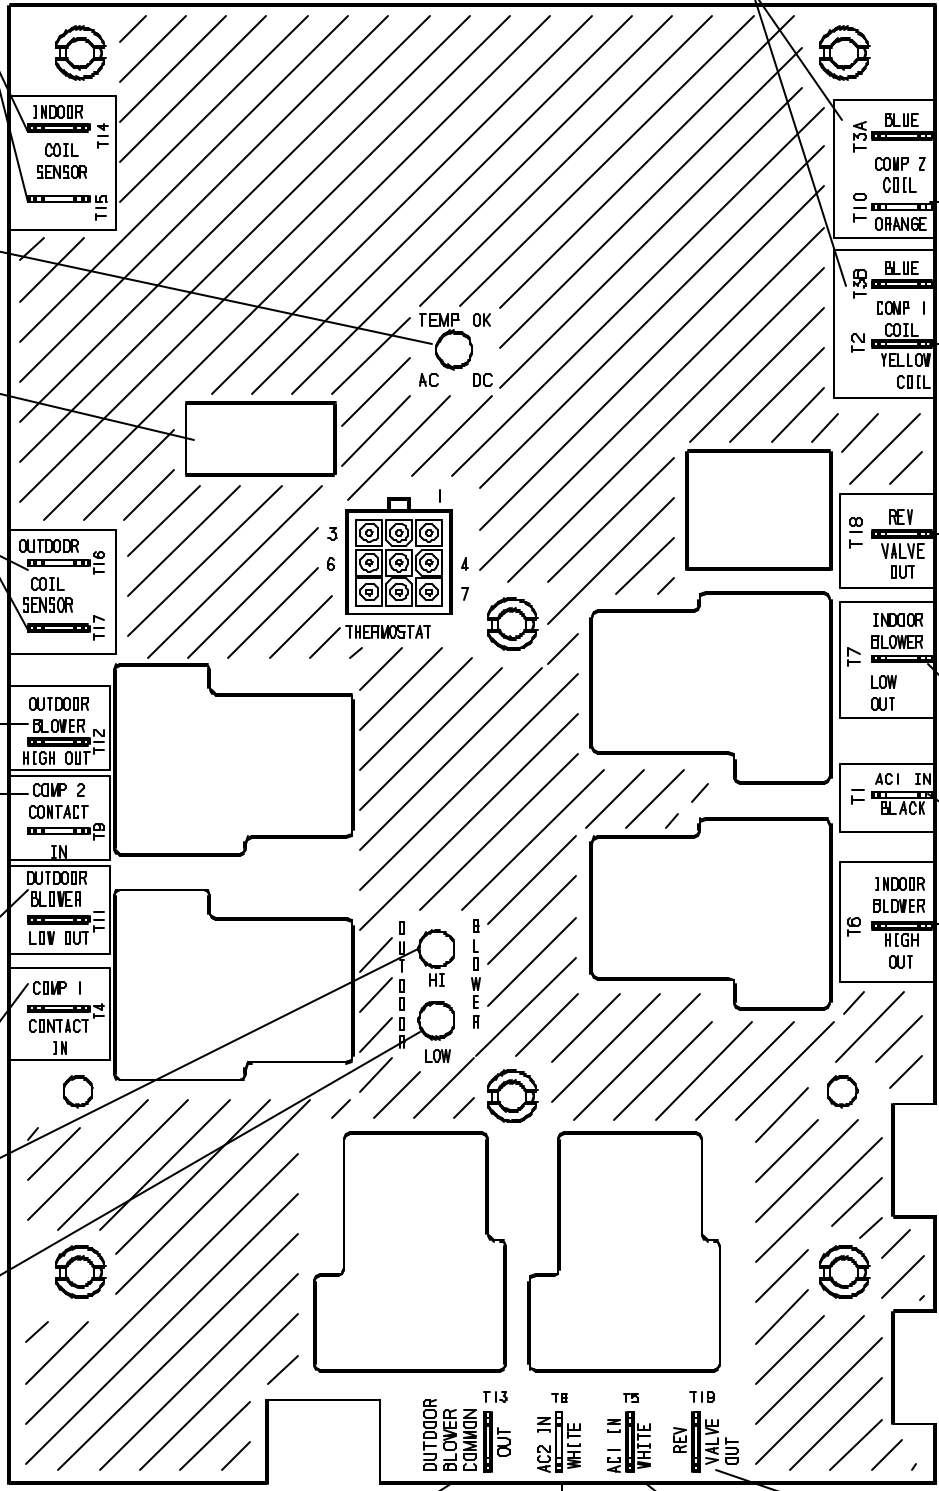 INDOOR
T14
COIL
SENSOR
T15
BLUE
T3A
COMP 2
COIL
T10
ORANGE
BLUE
T3B
COMP 1
COIL
T2
YELLOW
COIL
TEMP OK
AC DC
1
3
6
4
7
THERMOSTAT
OUTDOOR
T16
COIL
SENSOR
T17
REV
T18
VALVE
OUT
INDOOR
BLOWER
T7
LOW
OUT
OUTDOOR
BLOWER
T12
HIGH OUT
COMP 2
CONTACT
T9
IN
AC1 IN
T1
BLACK
OUTDOOR
BLOWER
T11
LOW OUT
INDOOR
BLOWER
T6
HIGH
OUT
COMP 1
T4
CONTACT
IN
OUTDOOR
BLOWER
HI
LOW
T13
OUTDOOR
BLOWER
COMMON
OUT
T8
AC2 IN
WHITE
T5
AC1 IN
WHITE
T19
REV
VALVE
OUT